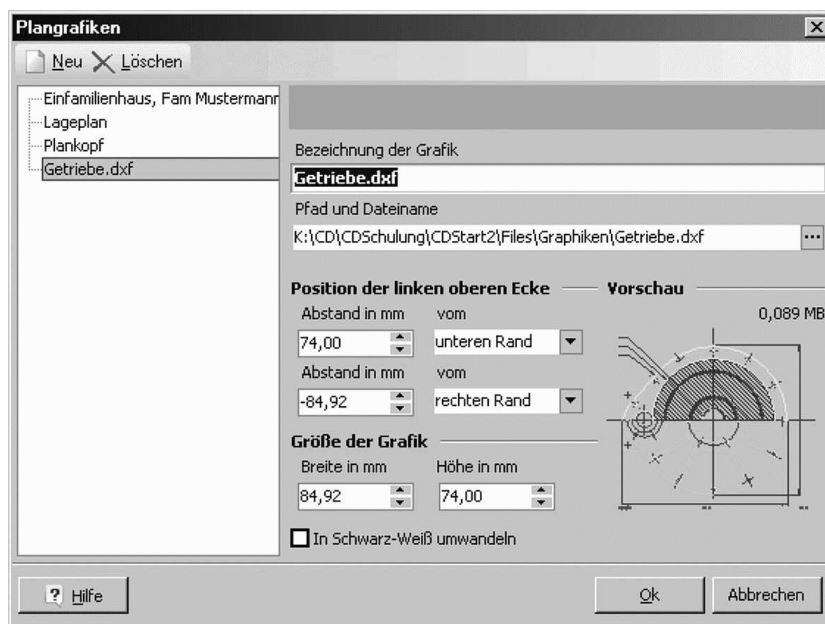 Plangrafiken
Neu Löschen
Einfamilienhaus, Fam Mustermann
Lageplan
Plankopf
Getriebe.dxf
Bezeichnung der Grafik
Getriebe.dxf
Pfad und Dateiname
K:\CD\CDSchulung\CDStart2\Files\Graphiken\Getriebe.dxf
...
Position der linken oberen Ecke
Abstand in mm vom
74,00 unteren Rand
Abstand in mm vom
-84,92 rechten Rand
Größe der Grafik
Breite in mm Höhe in mm
84,92 74,00
In Schwarz-Weiß umwandeln
Vorschau
0,089 MB
? Hilfe
Ok
Abbrechen